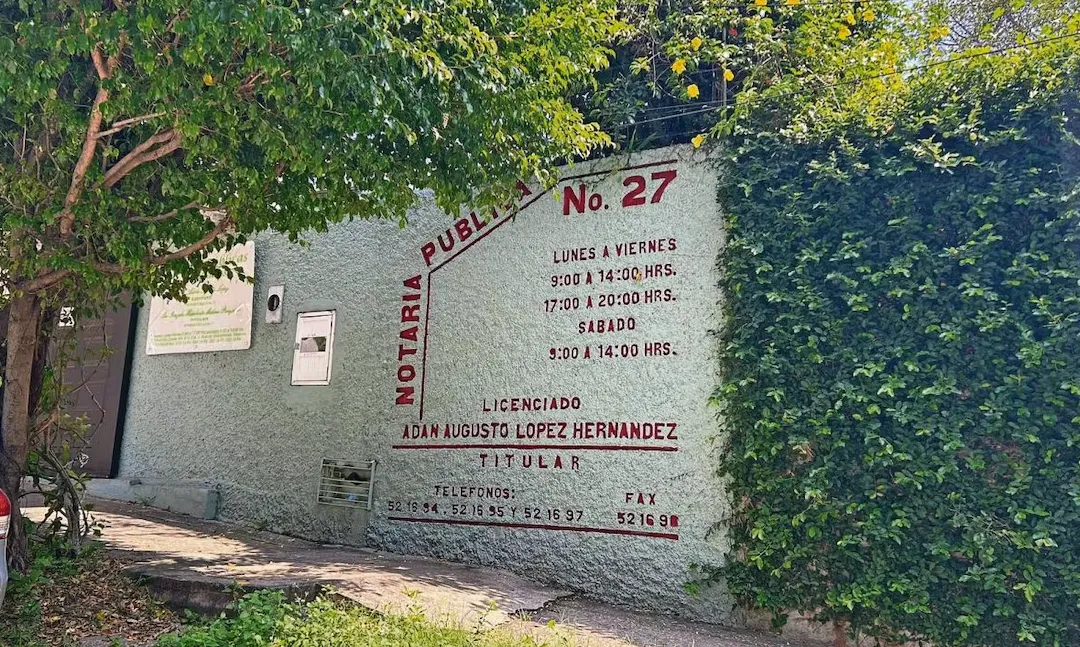 NOTARIA PUBLICA No. 27
LUNES A VIERNES
9:00 A 14:00 HRS.
17:00 A 20:00 HRS.
SABADO
9:00 A 14:00 HRS.
LICENCIADO
ADAN AUGUSTO LOPEZ HERNANDEZ
TITULAR
TELEFONOS:
52 16 94, 52 16 95 Y 52 16 97
FAX
52 16 98